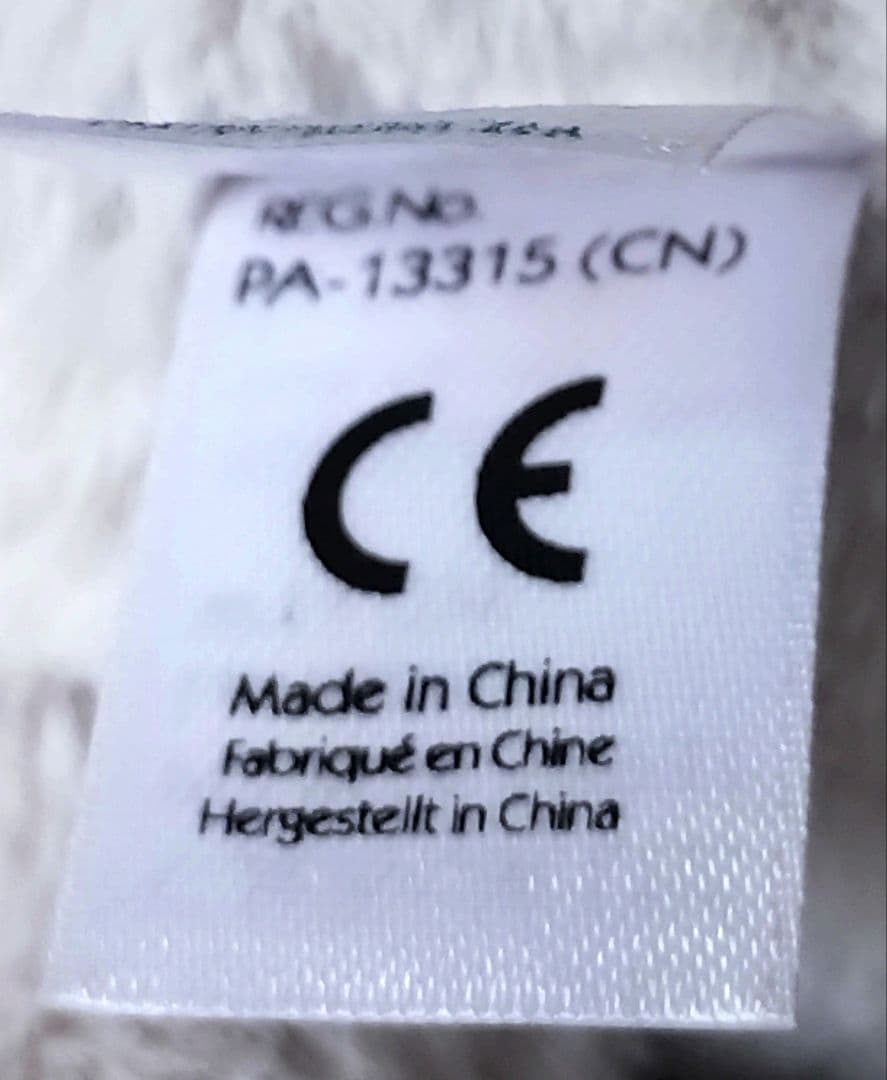 REG.NO.
PA-13315 (CN)
CE
Made in China
Fabriqué en Chine
Hergestellt in China